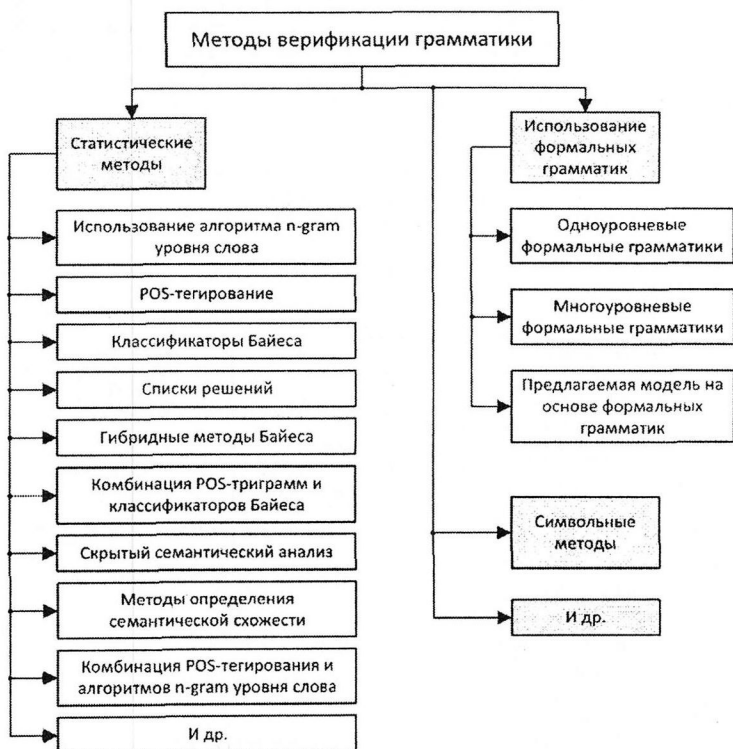 Методы верификации грамматики
Статистические
методы
Использование алгоритма n-gram
уровня слова
POS-тегирование
Классификаторы Байеса
Списки решений
Гибридные методы Байеса
Комбинация POS-триграмм и
классификаторов Байеса
Скрытый семантический анализ
Методы определения
семантической схожести
Комбинация POS-тегирования и
алгоритмов n-gram уровня слова
И др.
Использование
формальных
грамматик
Одноуровневые
формальные грамматики
Многоуровневые
формальные грамматики
Предлагаемая модель на
основе формальных
грамматик
Символьные
методы
И др.